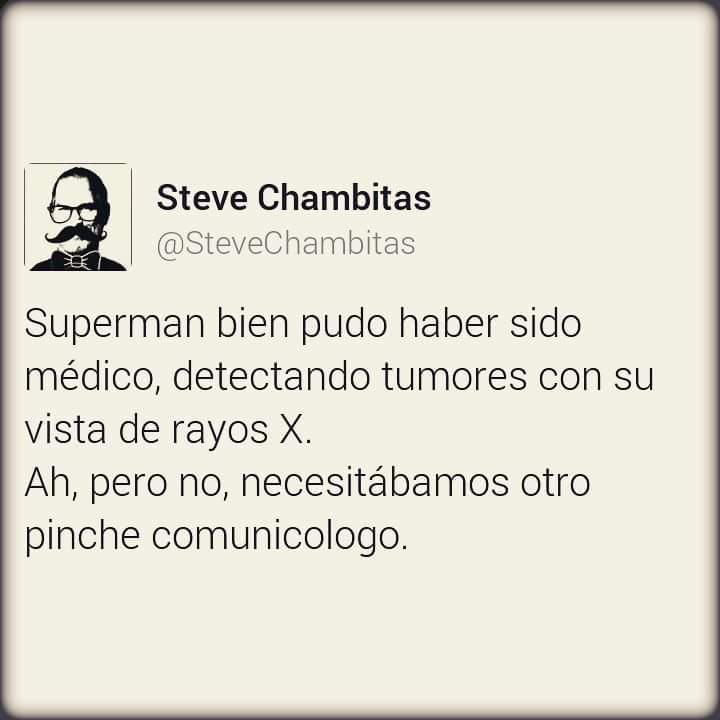 Steve Chambitas
@SteveChambitas
Superman bien pudo haber sido
médico, detectando tumores con su
vista de rayos X.
Ah, pero no, necesitábamos otro
pinche comunicologo.